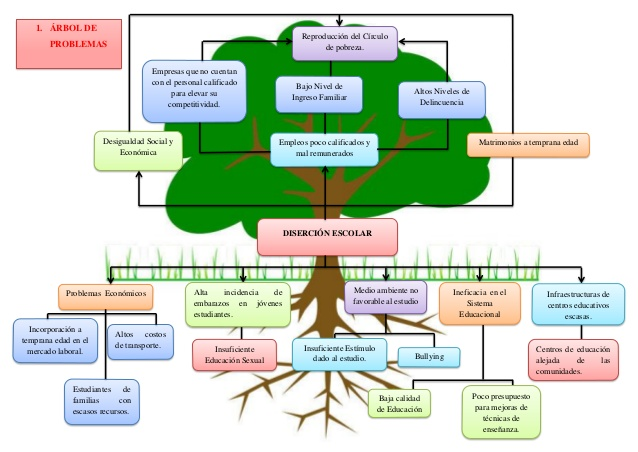 1. ÁRBOL DE
PROBLEMAS
Reproducción del Círculo
de pobreza.
Empresas que no cuentan
con el personal calificado
para elevar su
competitividad.
Bajo Nivel de
Ingreso Familiar
Altos Niveles de
Delincuencia
Desigualdad Social y
Económica
Empleos poco calificados y
mal remunerados
Matrimonios a temprana edad
DISERCIÓN ESCOLAR
Problemas Económicos
Alta incidencia de
embarazos en jóvenes
estudiantes.
Medio ambiente no
favorable al estudio
Ineficacia en el
Sistema
Educacional
Infraestructuras de
centros educativos
escasas.
Incorporación a
temprana edad en el
mercado laboral.
Altos costos
de transporte.
Insuficiente
Educación Sexual
Insuficiente Estímulo
dado al estudio.
Bullying
Centros de educación
alejada de las
comunidades.
Estudiantes de
familias con
escasos recursos.
Baja calidad
de Educación
Poco presupuesto
para mejoras de
técnicas de
enseñanza.